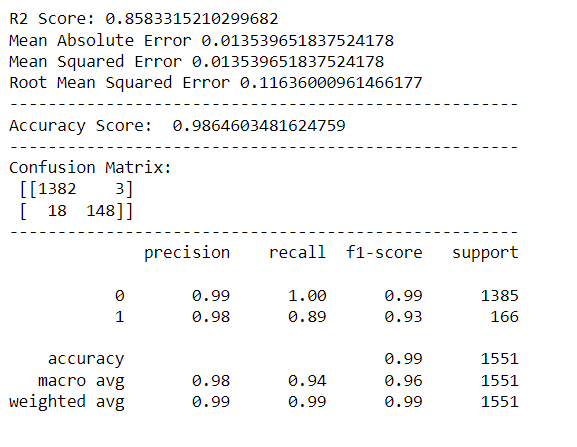 R2 Score: 0.8583315210299682
Mean Absolute Error 0.013539651837524178
Mean Squared Error 0.013539651837524178
Root Mean Squared Error 0.11636000961466177
-----------------------------------------------------
Accuracy Score:  0.9864603481624759
-----------------------------------------------------
Confusion Matrix:
 [[1382    3]
 [  18  148]]
-----------------------------------------------------
              precision    recall  f1-score   support

           0       0.99      1.00      0.99      1385
           1       0.98      0.89      0.93       166

    accuracy                           0.99      1551
   macro avg       0.98      0.94      0.96      1551
weighted avg       0.99      0.99      0.99      1551